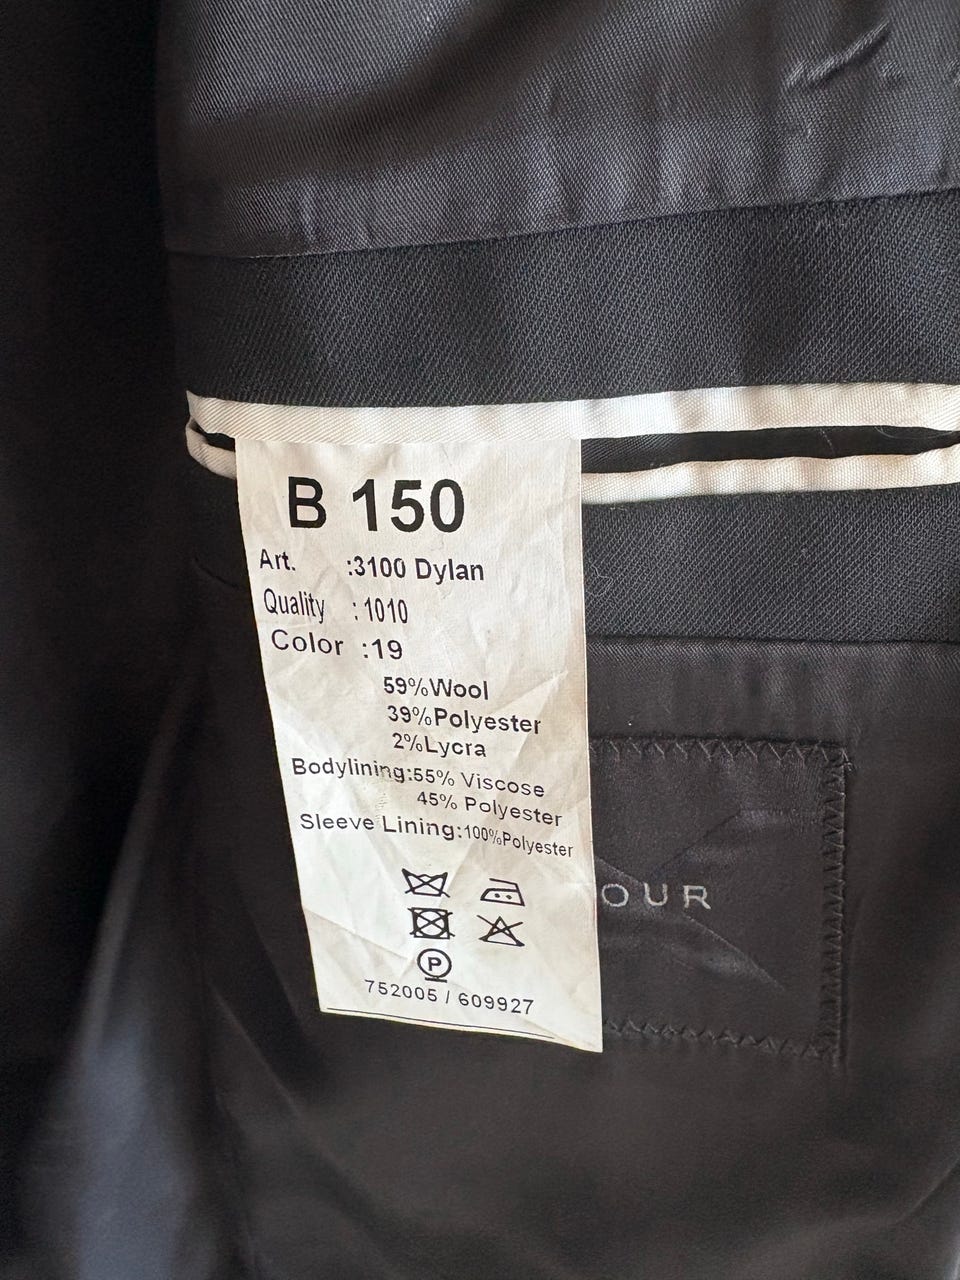 B 150
Art. :3100 Dylan
Quality : 1010
Color :19
59%Wool
39%Polyester
2%Lycra
Bodylining:55% Viscose
45% Polyester
Sleeve Lining:100%Polyester
OUR
P
752005 / 609927